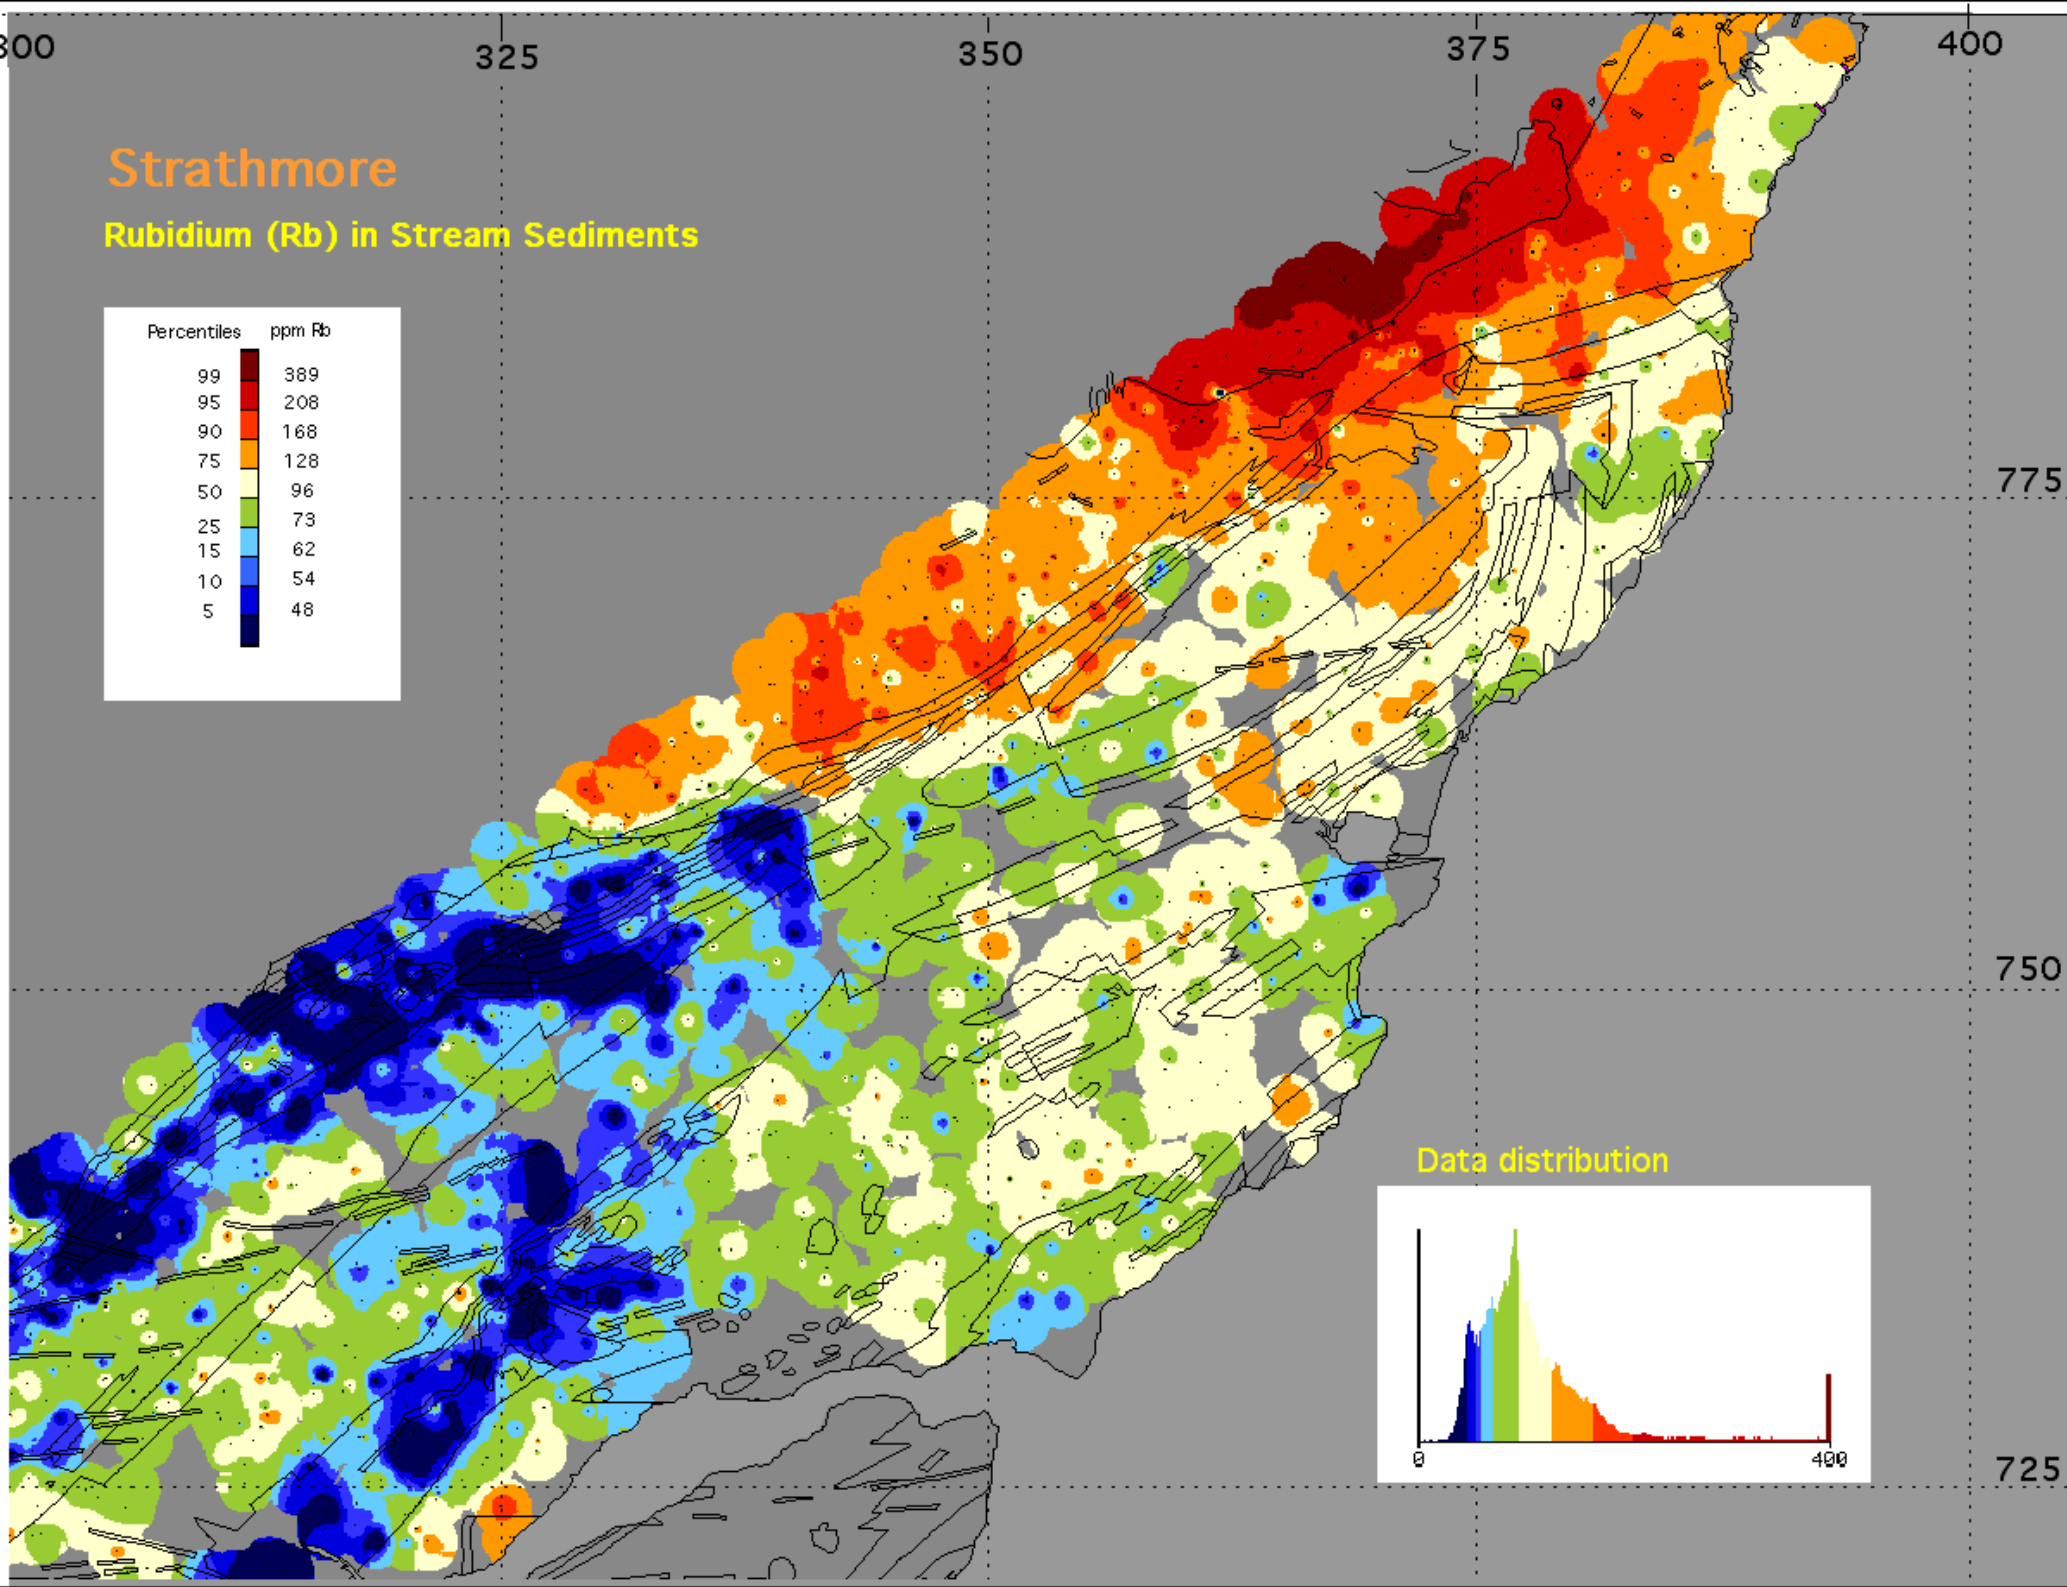 300 325 350 375 400
Strathmore
Rubidium (Rb) in Stream Sediments
Percentiles ppm Rb
99 389
95 208
90 168
75 128
50 96
25 73
15 62
10 54
5 48
775
750
Data distribution
0 400
725